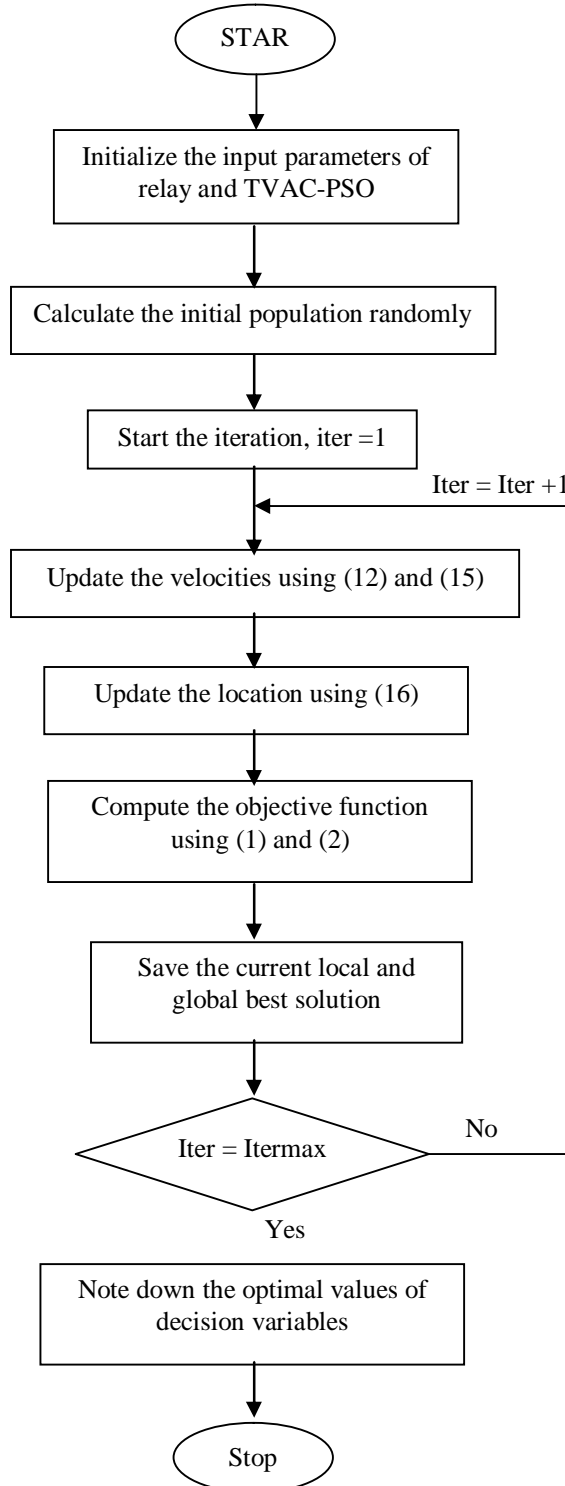 STAR
Initialize the input parameters of
relay and TVAC-PSO
Calculate the initial population randomly
Start the iteration, iter =1
Iter = Iter +1
Update the velocities using (12) and (15)
Update the location using (16)
Compute the objective function
using (1) and (2)
Save the current local and
global best solution
Iter = Itermax
No
Yes
Note down the optimal values of
decision variables
Stop